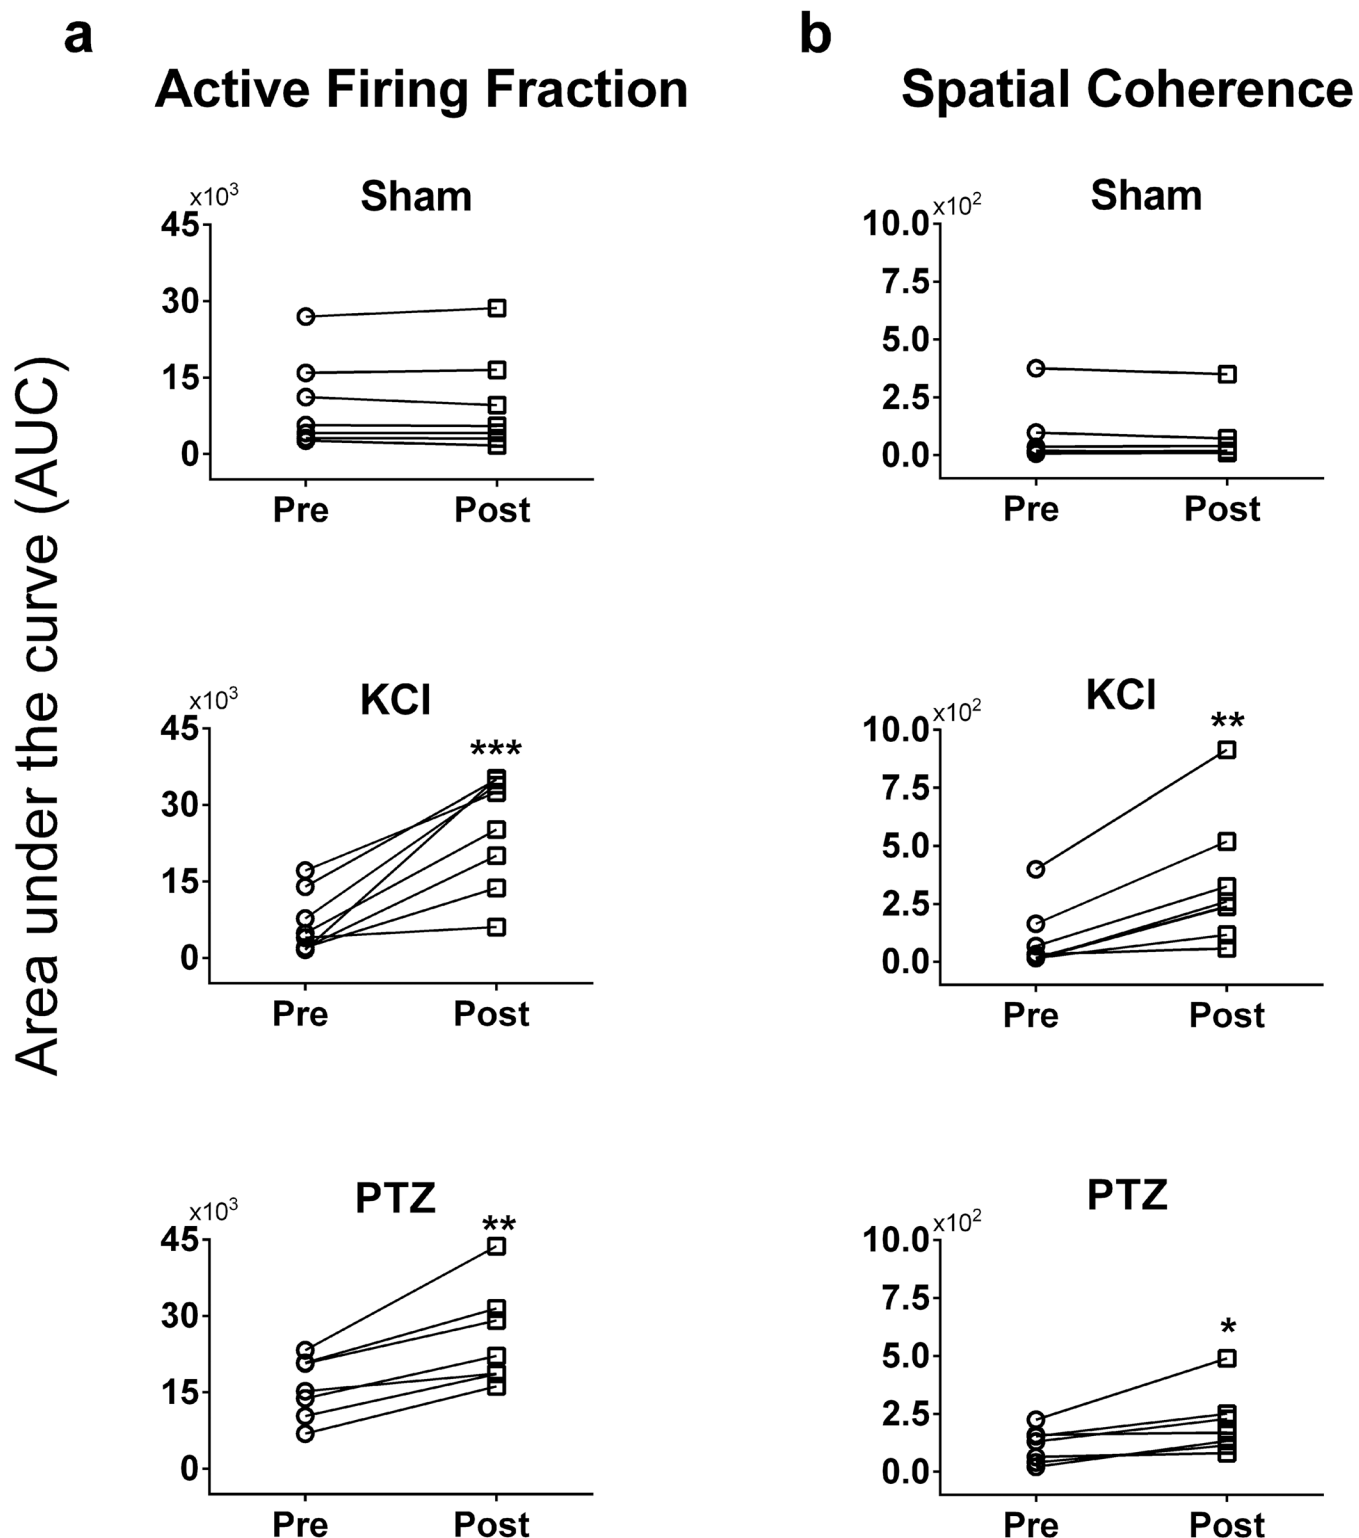 a
Active Firing Fraction
b
Spatial Coherence
Area under the curve (AUC)
Sham
x10³
45
30
15
0
Pre Post
Sham
x10²
10.0
7.5
5.0
2.5
0.0
Pre Post
KCl
x10³
45
30
15
0
***
Pre Post
KCl
x10²
10.0
7.5
5.0
2.5
0.0
**
Pre Post
PTZ
x10³
45
30
15
0
**
Pre Post
PTZ
x10²
10.0
7.5
5.0
2.5
0.0
*
Pre Post